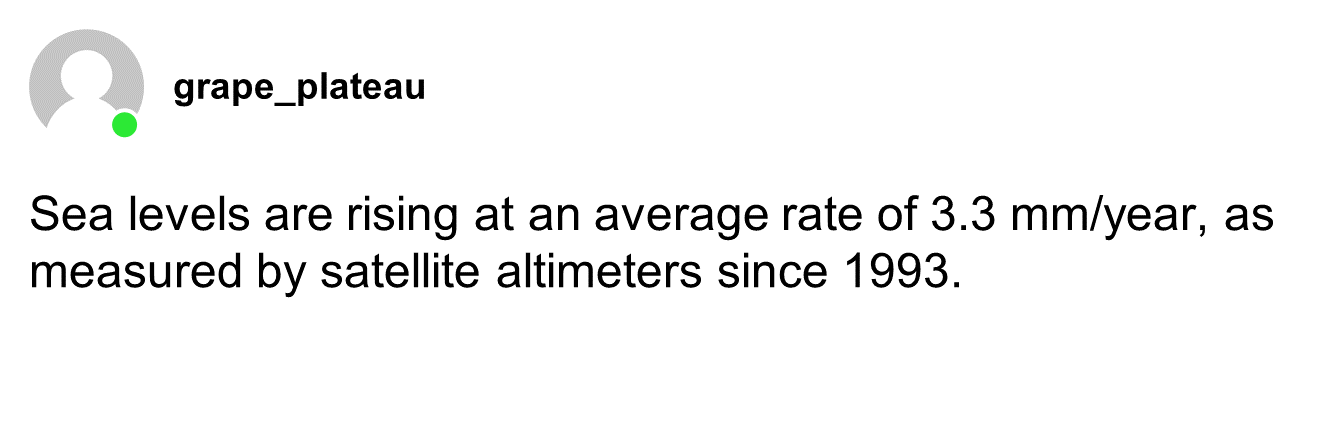 grape_plateau
Sea levels are rising at an average rate of 3.3 mm/year, as
measured by satellite altimeters since 1993.